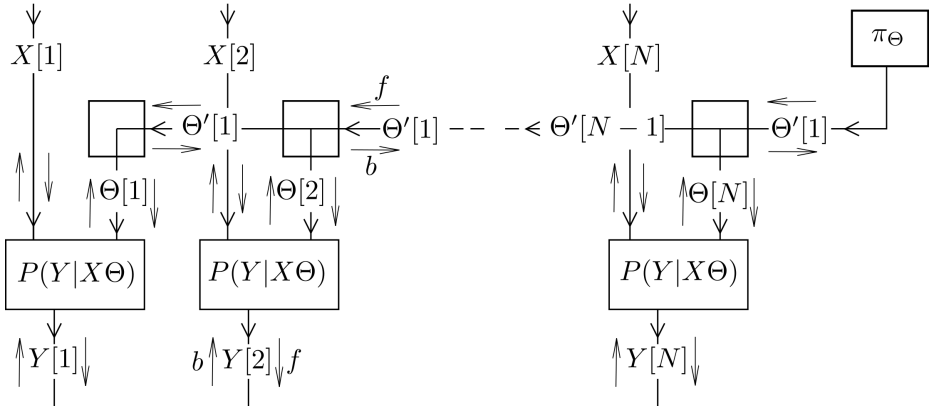 X[1] X[2] X[N] π_Θ
f
Θ′[1] Θ′[1] Θ′[N − 1] Θ′[1]
b
Θ[1] Θ[2] Θ[N]
P(Y|XΘ) P(Y|XΘ) P(Y|XΘ)
Y[1] b Y[2] f Y[N]